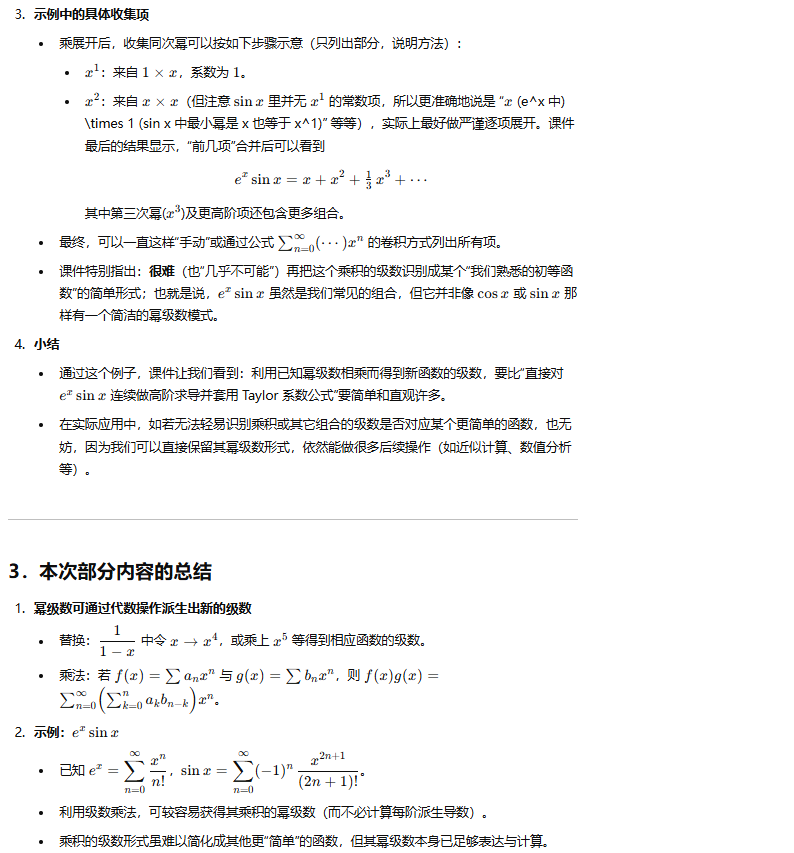 3. 示例中的具体收集项
• 乘展开后，收集同次幂可以按如下步骤示意（只列出部分，说明方法）：
• x^1：来自 1 × x，系数为 1。
• x^2：来自 x × x（但注意 sin x 里并无 x^1 的常数项，所以更准确地说是 "x (e^x 中)
\times 1 (sin x 中最小幂是 x 也等于 x^1)" 等等），实际上最好做严谨逐项展开。课件
最后的结果显示，"前几项"合并后可以看到
e^x sin x = x + x^2 + 1/3 x^3 + ⋯
其中第三次幂(x^3)及更高阶项还包含更多组合。
• 最终，可以一直这样"手动"或通过公式 ∑_{n=0}^{∞}(⋯)x^n 的卷积方式列出所有项。
• 课件特别指出：很难（也"几乎不可能"）再把这个乘积的级数识别成某个"我们熟悉的初等函
数"的简单形式；也就是说，e^x sin x 虽然是我们常见的组合，但它并非像 cos x 或 sin x 那
样有一个简洁的幂级数模式。
4. 小结
• 通过这个例子，课件让我们看到：利用已知幂级数相乘而得到新函数的级数，要比"直接对
e^x sin x 连续做高阶求导并套用 Taylor 系数公式"要简单和直观许多。
• 在实际应用中，如若无法轻易识别乘积或其它组合的级数是否对应某个更简单的函数，也无
妨，因为我们可以直接保留其幂级数形式，依然能做很多后续操作（如近似计算、数值分析
等）。
3．本次部分内容的总结
1. 幂级数可通过代数操作派生出新的级数
• 替换：1/(1 − x) 中令 x → x^4，或乘上 x^5 等得到相应函数的级数。
• 乘法：若 f(x) = ∑ a_n x^n 与 g(x) = ∑ b_n x^n，则 f(x)g(x) =
∑_{n=0}^{∞}(∑_{k=0}^{n} a_k b_{n−k})x^n。
2. 示例：e^x sin x
• 已知 e^x = ∑_{n=0}^{∞} x^n/n!，sin x = ∑_{n=0}^{∞} (−1)^n x^{2n+1}/(2n + 1)!。
• 利用级数乘法，可较容易获得其乘积的幂级数（而不必计算每阶派生导数）。
• 乘积的级数形式虽难以简化成其他更"简单"的函数，但其幂级数本身已足够表达与计算。